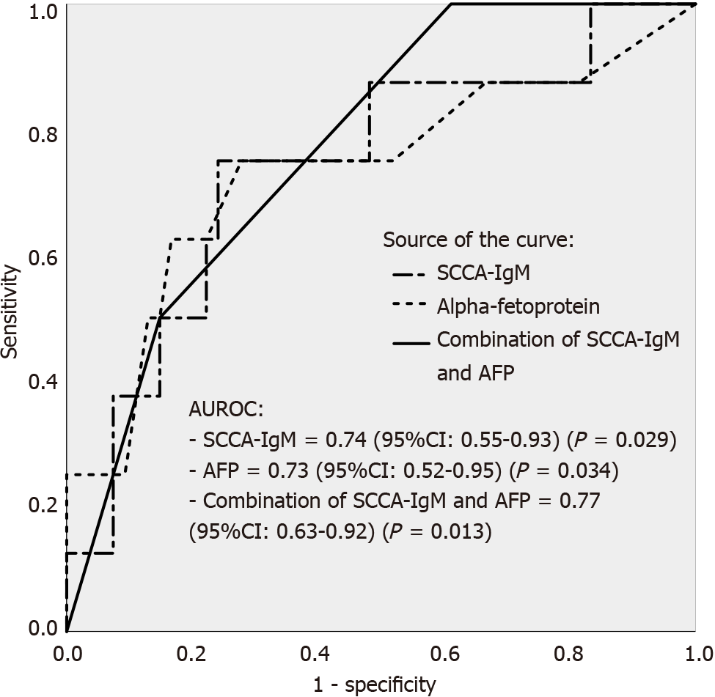 1.0
0.8
0.6
0.4
0.2
0.0
Sensitivity
Source of the curve:
SCCA-IgM
Alpha-fetoprotein
Combination of SCCA-IgM
and AFP
AUROC:
- SCCA-IgM = 0.74 (95%CI: 0.55-0.93) (P = 0.029)
- AFP = 0.73 (95%CI: 0.52-0.95) (P = 0.034)
- Combination of SCCA-IgM and AFP = 0.77
(95%CI: 0.63-0.92) (P = 0.013)
0.0 0.2 0.4 0.6 0.8 1.0
1 - specificity